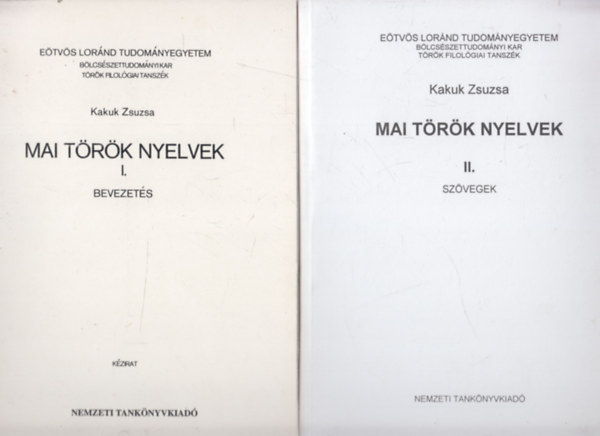 EÖTVÖS LORÁND TUDOMÁNYEGYETEM
BÖLCSÉSZETTUDOMÁNYI KAR
TÖRÖK FILOLÓGIAI TANSZÉK
Kakuk Zsuzsa
MAI TÖRÖK NYELVEK
I.
BEVEZETÉS
KÉZIRAT
NEMZETI TANKÖNYVKIADÓ
EÖTVÖS LORÁND TUDOMÁNYEGYETEM
BÖLCSÉSZETTUDOMÁNYI KAR
TÖRÖK FILOLÓGIAI TANSZÉK
Kakuk Zsuzsa
MAI TÖRÖK NYELVEK
II.
SZÖVEGEK
NEMZETI TANKÖNYVKIADÓ